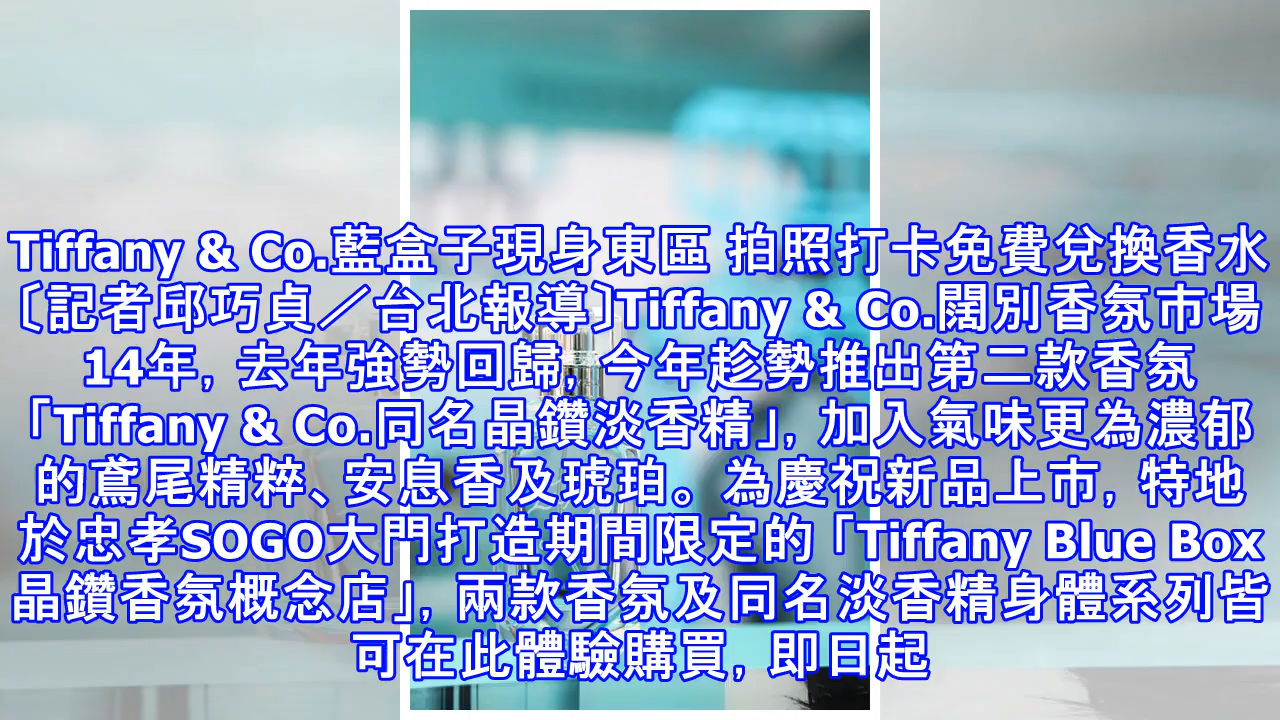 Tiffany & Co.藍盒子現身東區 拍照打卡免費兌換香水
〔記者邱巧貞／台北報導〕Tiffany & Co.闊別香氛市場
14年, 去年強勢回歸, 今年趁勢推出第二款香氛
「Tiffany & Co.同名晶鑽淡香精」, 加入氣味更為濃郁
的鳶尾精粹、安息香及琥珀。為慶祝新品上市, 特地
於忠孝SOGO大門打造期間限定的「Tiffany Blue Box
晶鑽香氛概念店」, 兩款香氛及同名淡香精身體系列皆
可在此體驗購買, 即日起